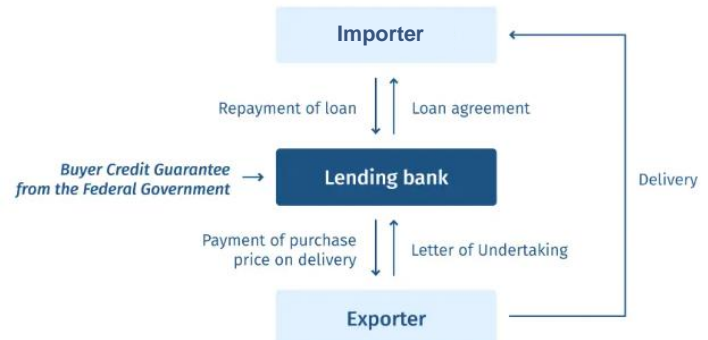 Importer
Repayment of loan
Loan agreement
Buyer Credit Guarantee
from the Federal Government
Lending bank
Delivery
Payment of purchase
price on delivery
Letter of Undertaking
Exporter